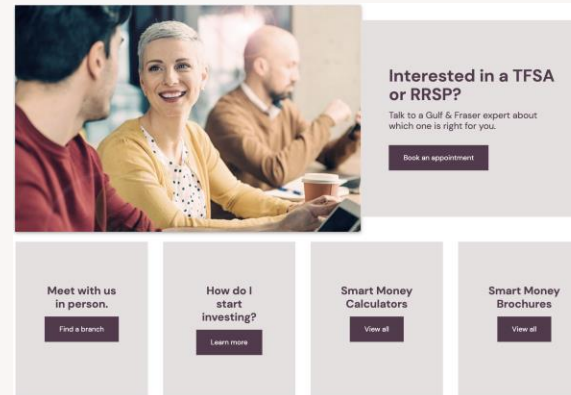 Interested in a TFSA
or RRSP?
Talk to a Gulf & Fraser expert about
which one is right for you.
Book an appointment
Meet with us
in person.
Find a branch
How do I
start
investing?
Learn more
Smart Money
Calculators
View all
Smart Money
Brochures
View all